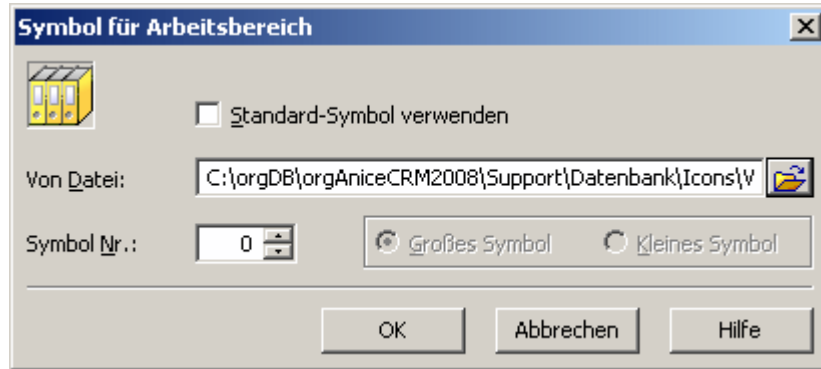 Symbol für Arbeitsbereich
Standard-Symbol verwenden
Von Datei: C:\orgDB\orgAniceCRM2008\Support\Datenbank\Icons\V
Symbol Nr.: 0 Großes Symbol Kleines Symbol
OK Abbrechen Hilfe